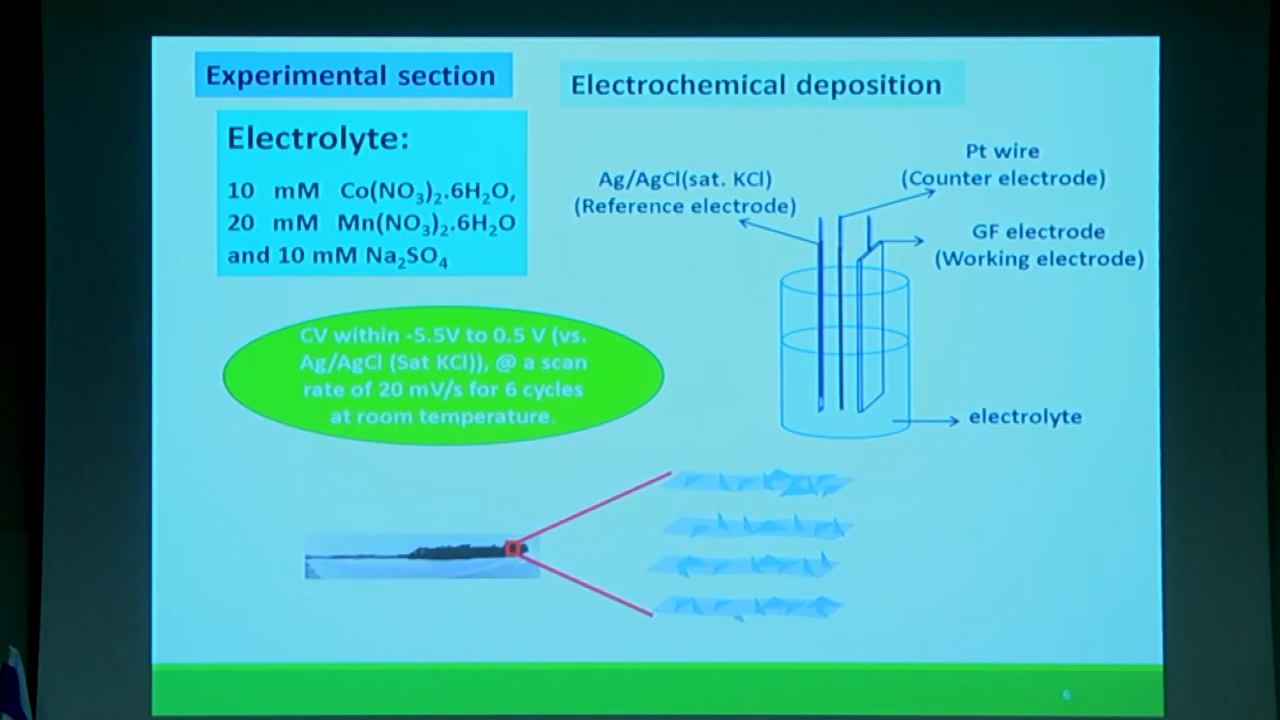 Experimental section
Electrochemical deposition
Electrolyte:
10 mM Co(NO₃)₂.6H₂O,
20 mM Mn(NO₃)₂.6H₂O
and 10 mM Na₂SO₄
CV within -5.5V to 0.5 V (vs.
Ag/AgCl (Sat KCl)), @ a scan
rate of 20 mV/s for 6 cycles
at room temperature.
Ag/AgCl(sat. KCl)
(Reference electrode)
Pt wire
(Counter electrode)
GF electrode
(Working electrode)
electrolyte
6